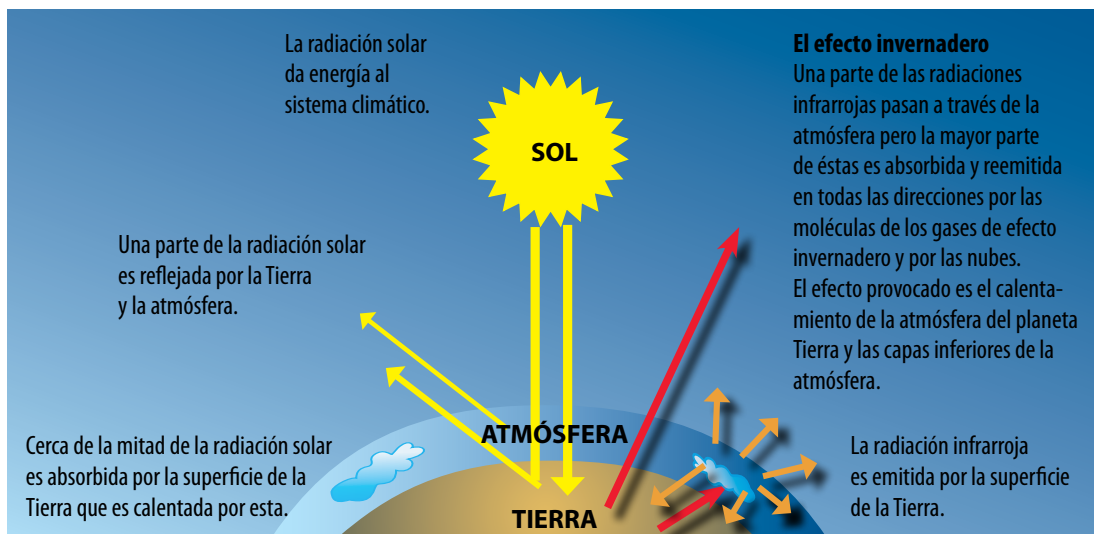 La radiación solar
da energía al
sistema climático.
SOL
El efecto invernadero
Una parte de las radiaciones
infrarrojas pasan a través de la
atmósfera pero la mayor parte
de éstas es absorbida y reemitida
en todas las direcciones por las
moléculas de los gases de efecto
invernadero y por las nubes.
El efecto provocado es el calenta-
miento de la atmósfera del planeta
Tierra y las capas inferiores de la
atmósfera.
Una parte de la radiación solar
es reflejada por la Tierra
y la atmósfera.
Cerca de la mitad de la radiación solar
es absorbida por la superficie de la
Tierra que es calentada por esta.
ATMÓSFERA
TIERRA
La radiación infrarroja
es emitida por la superficie
de la Tierra.